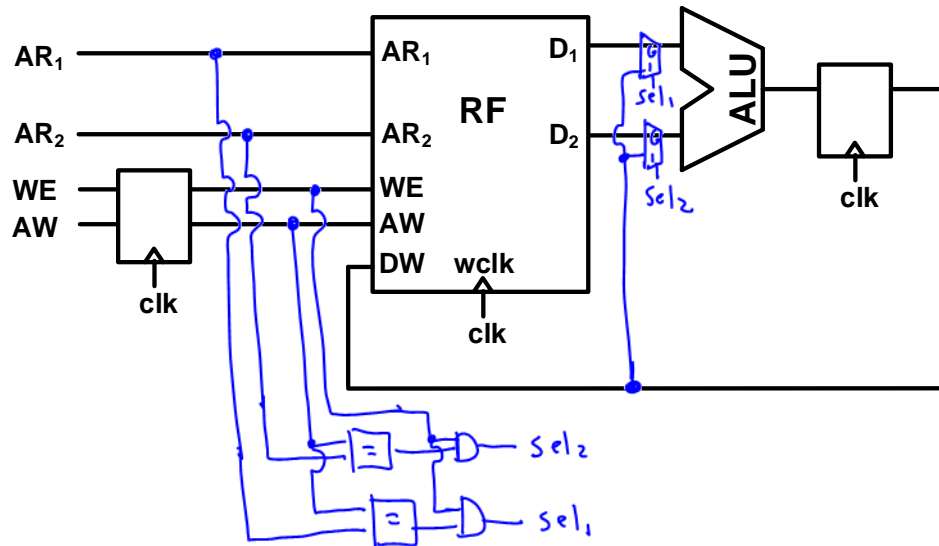 AR₁ AR₁ D₁ 0 1 sel₁ ALU
RF
AR₂ AR₂ D₂ 0 1 sel₂
WE WE
AW AW
DW wclk
clk clk clk
= sel₂
= sel₁